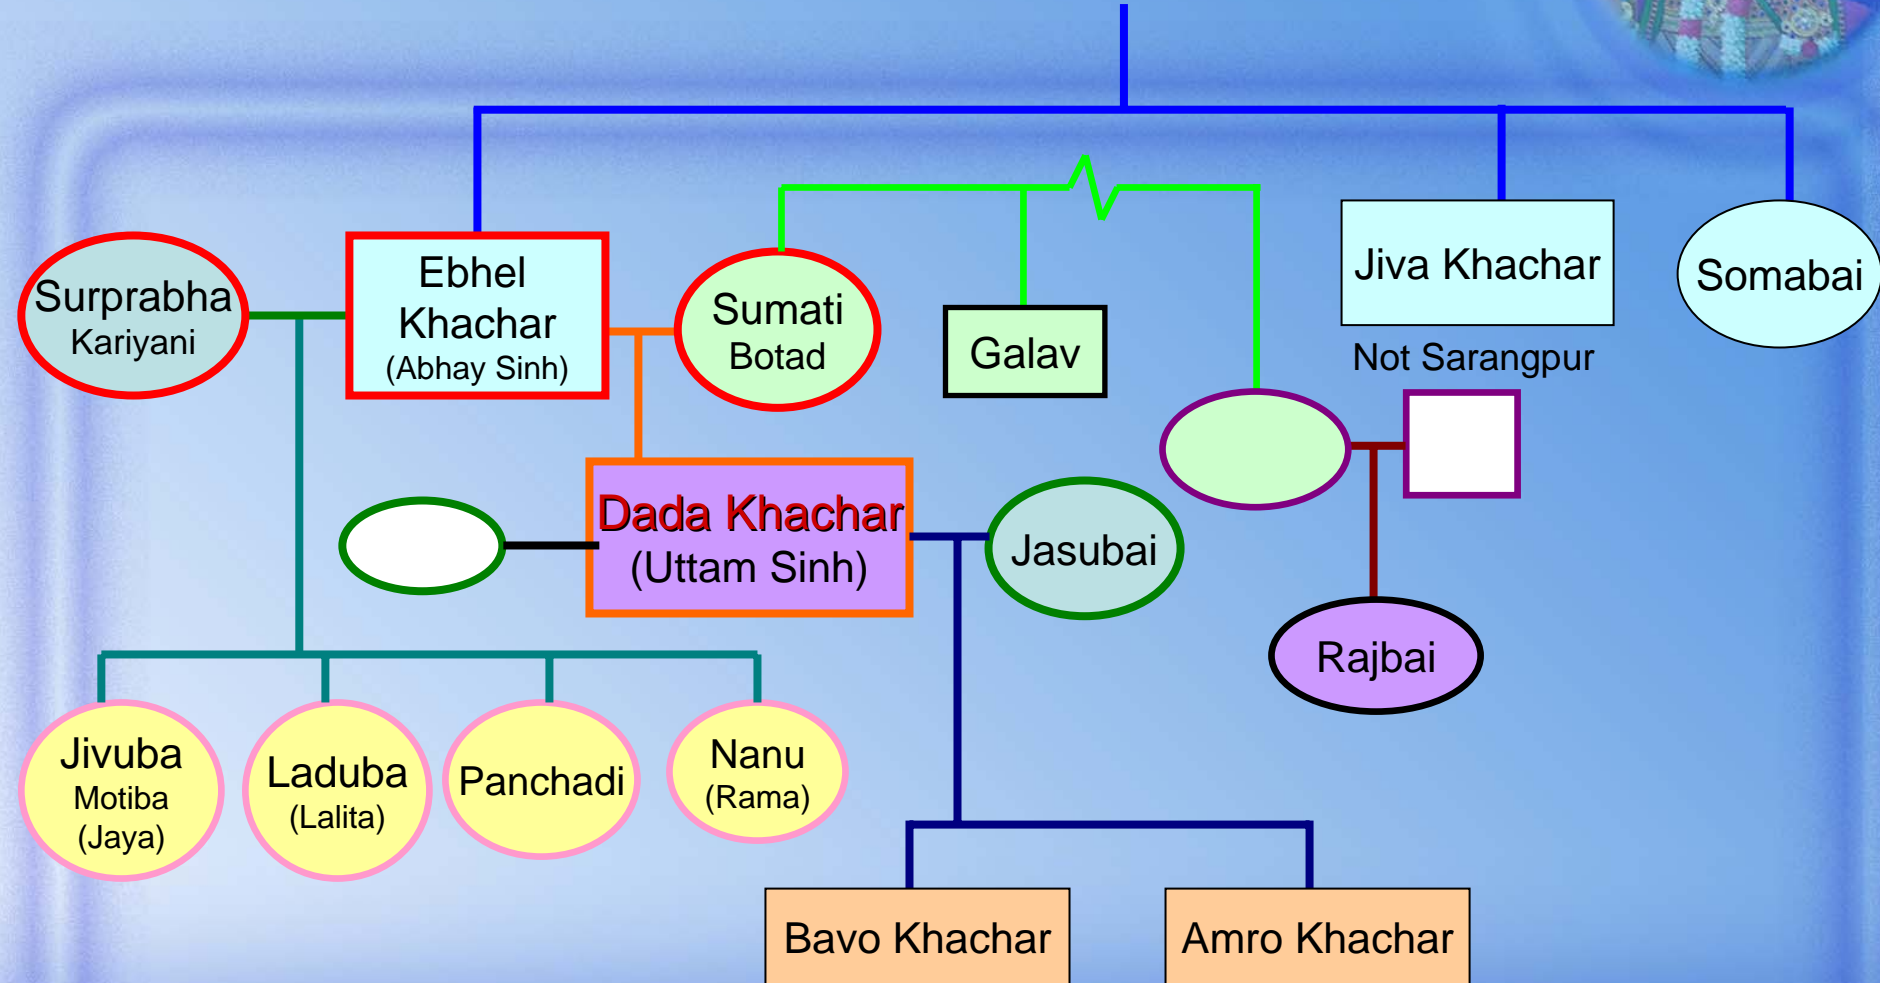 Surprabha
Kariyani
Ebhel
Khachar
(Abhay Sinh)
Sumati
Botad
Galav
Jiva Khachar
Not Sarangpur
Somabai
Dada Khachar
(Uttam Sinh)
Jasubai
Rajbai
Jivuba
Motiba
(Jaya)
Laduba
(Lalita)
Panchadi
Nanu
(Rama)
Bavo Khachar
Amro Khachar